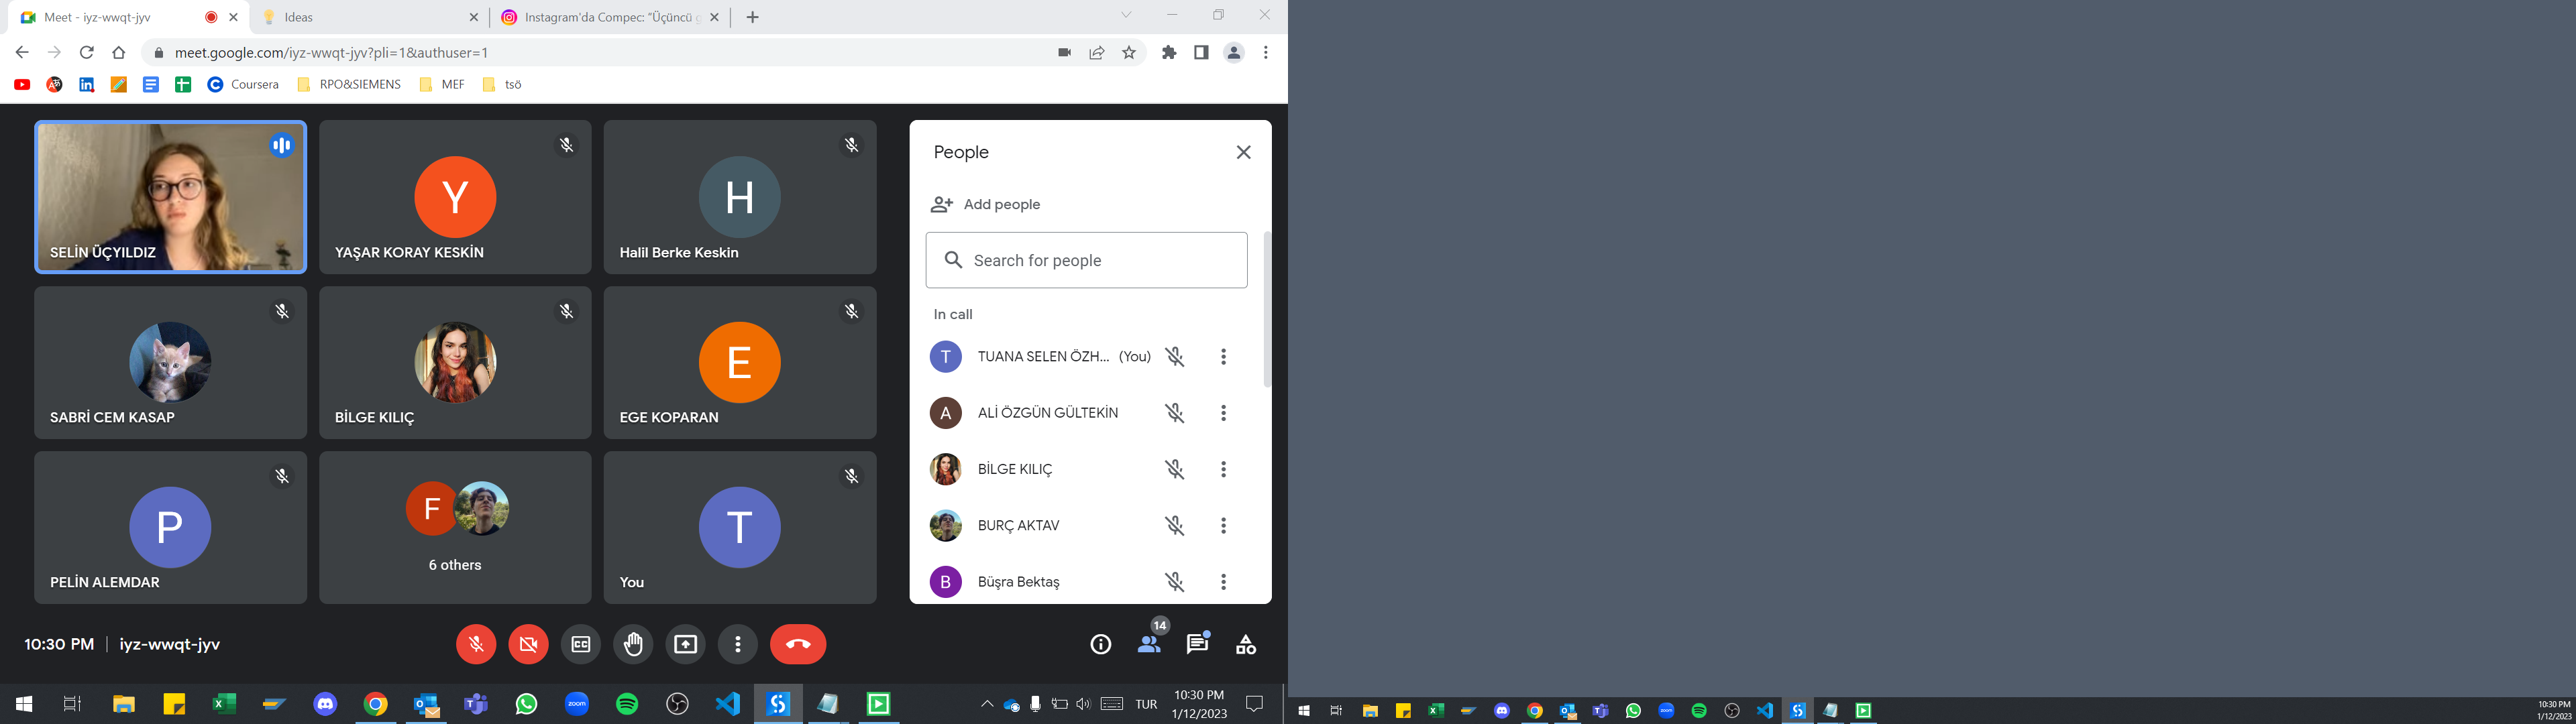 Meet - iyz-wwqt-jyv
Ideas
Instagram'da Compec: "Üçüncü g
meet.google.com/iyz-wwqt-jyv?pli=1&authuser=1
Coursera
RPO&SIEMENS
MEF
tsö
SELİN ÜÇYILDIZ
Y
YAŞAR KORAY KESKİN
H
Halil Berke Keskin
SABRİ CEM KASAP
BİLGE KILIÇ
E
EGE KOPARAN
P
PELİN ALEMDAR
F
6 others
T
You
People
Add people
Search for people
In call
T TUANA SELEN ÖZH... (You)
A ALİ ÖZGÜN GÜLTEKİN
BİLGE KILIÇ
BURÇ AKTAV
B Büşra Bektaş
10:30 PM | iyz-wwqt-jyv
CC
14
zoom
TUR
10:30 PM
1/12/2023
zoom
10:30 PM
1/12/2023